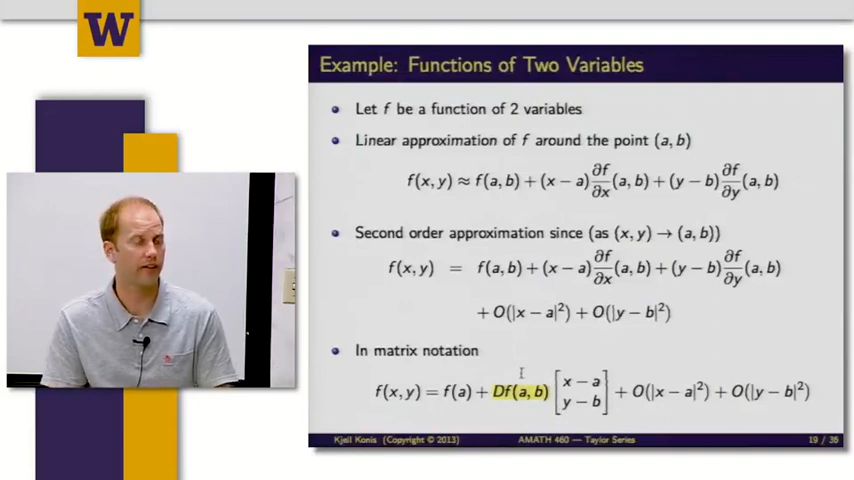 W
Example: Functions of Two Variables
Let f be a function of 2 variables
Linear approximation of f around the point (a, b)
f(x, y) ≈ f(a, b) + (x − a) ∂f/∂x (a, b) + (y − b) ∂f/∂y (a, b)
Second order approximation since (as (x, y) → (a, b))
f(x, y) = f(a, b) + (x − a) ∂f/∂x (a, b) + (y − b) ∂f/∂y (a, b)
+ O(|x − a|²) + O(|y − b|²)
In matrix notation
f(x, y) = f(a) + Df(a, b) [x − a; y − b] + O(|x − a|²) + O(|y − b|²)
Kjell Konis (Copyright © 2013) AMATH 460 — Taylor Series 19 / 36